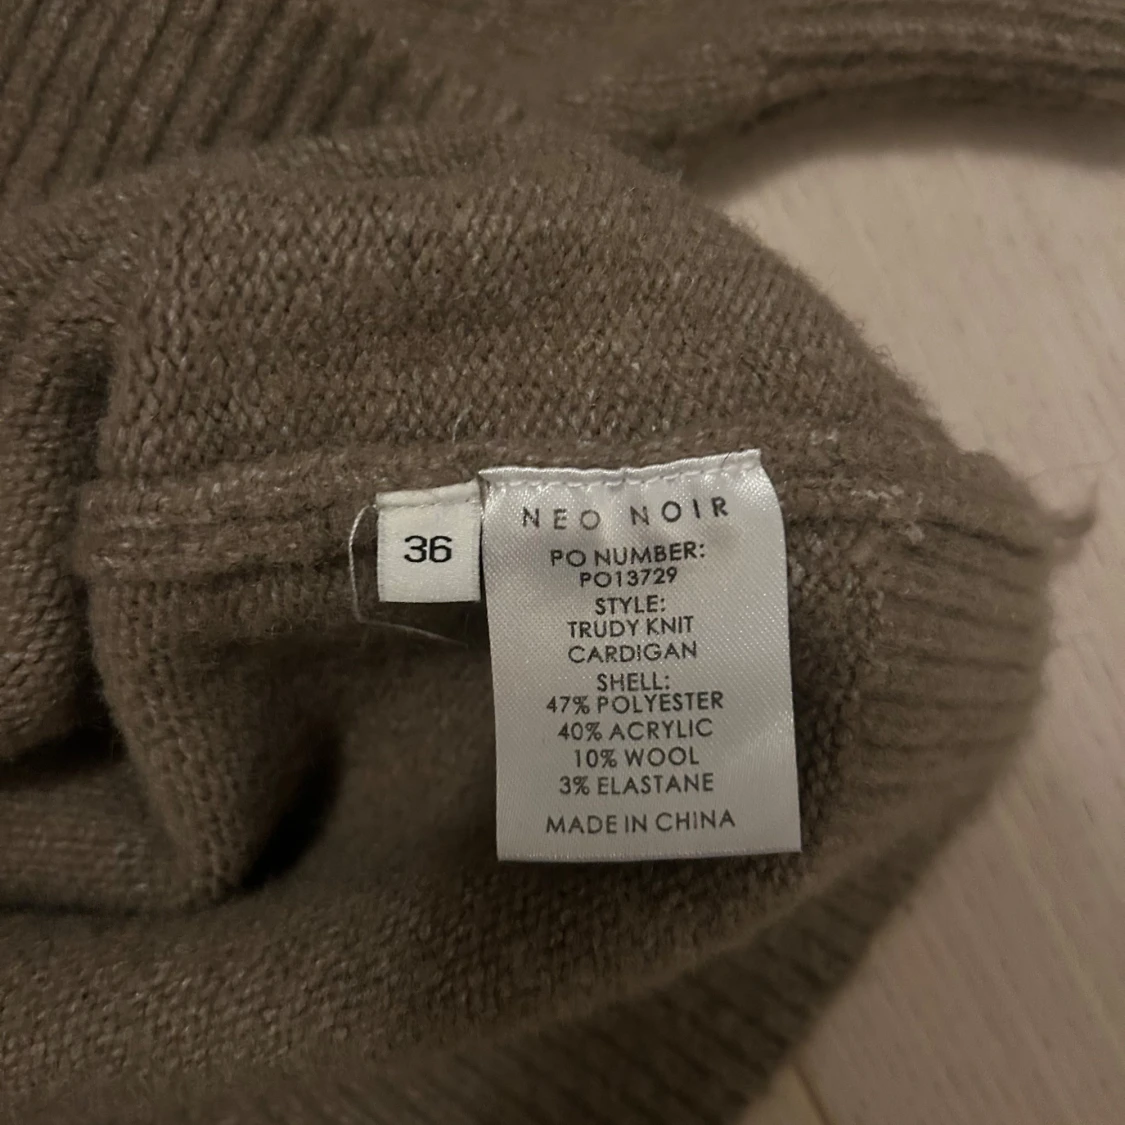 36
NEO NOIR
PO NUMBER:
PO13729
STYLE:
TRUDY KNIT
CARDIGAN
SHELL:
47% POLYESTER
40% ACRYLIC
10% WOOL
3% ELASTANE
MADE IN CHINA